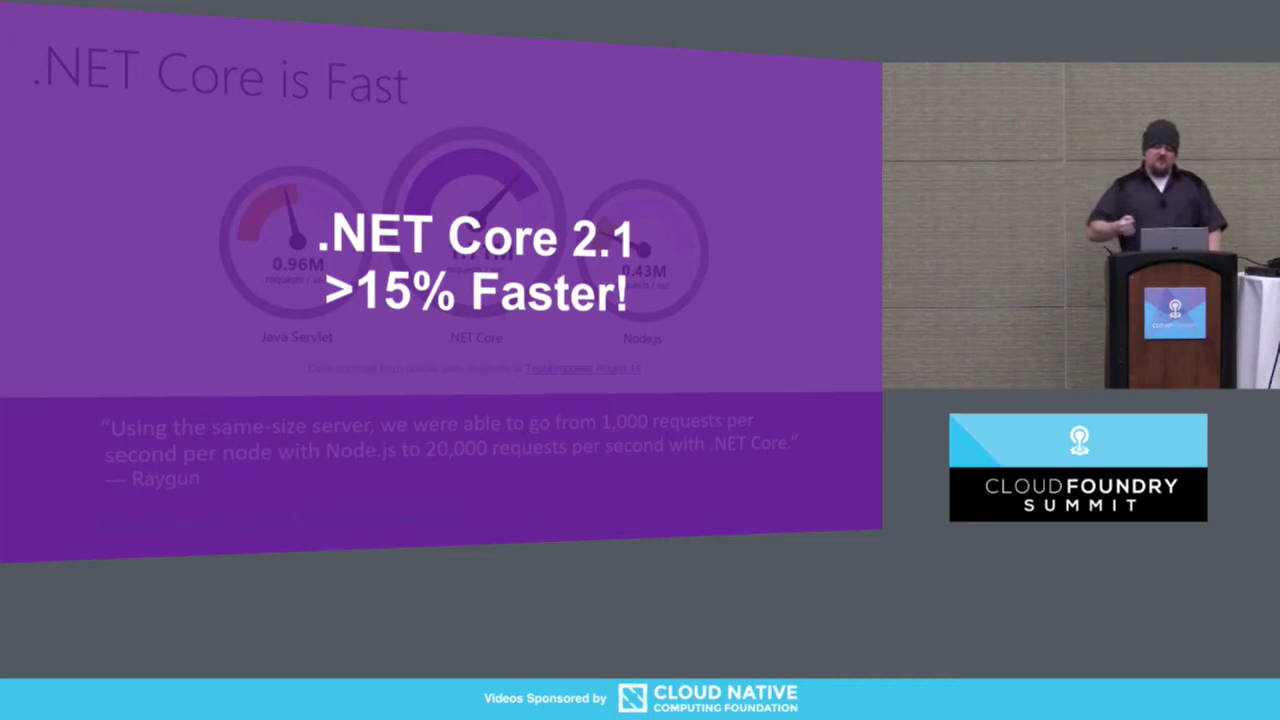 .NET Core is Fast
.NET Core 2.1
>15% Faster!
0.96M
requests / sec
0.43M
Java Servlet
.NET Core
Node.js
“Using the same-size server, we were able to go from 1,000 requests per
second per node with Node.js to 20,000 requests per second with .NET Core.”
— Raygun
CLOUDFOUNDRY
CLOUDFOUNDRY
SUMMIT
Videos Sponsored by
CLOUD NATIVE
COMPUTING FOUNDATION